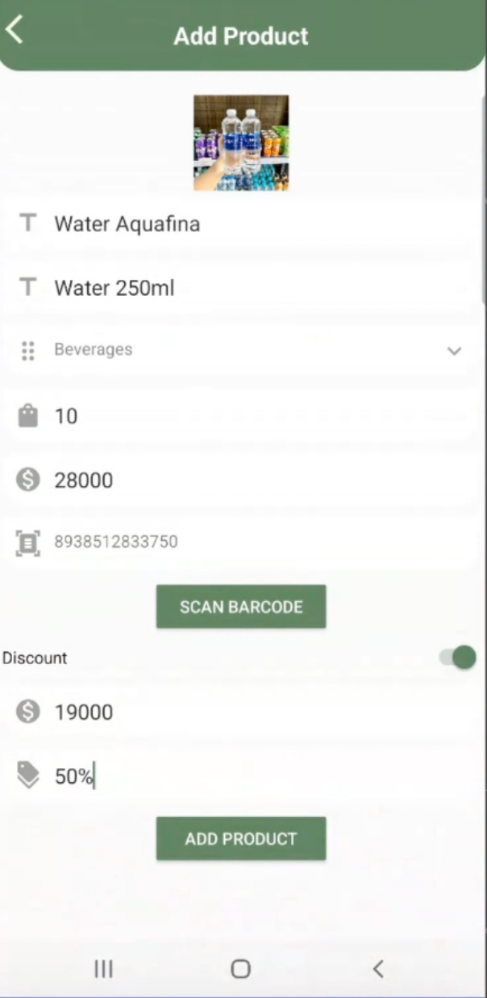 Add Product
Water Aquafina
Water 250ml
Beverages
10
28000
8938512833750
SCAN BARCODE
Discount
19000
50%
ADD PRODUCT